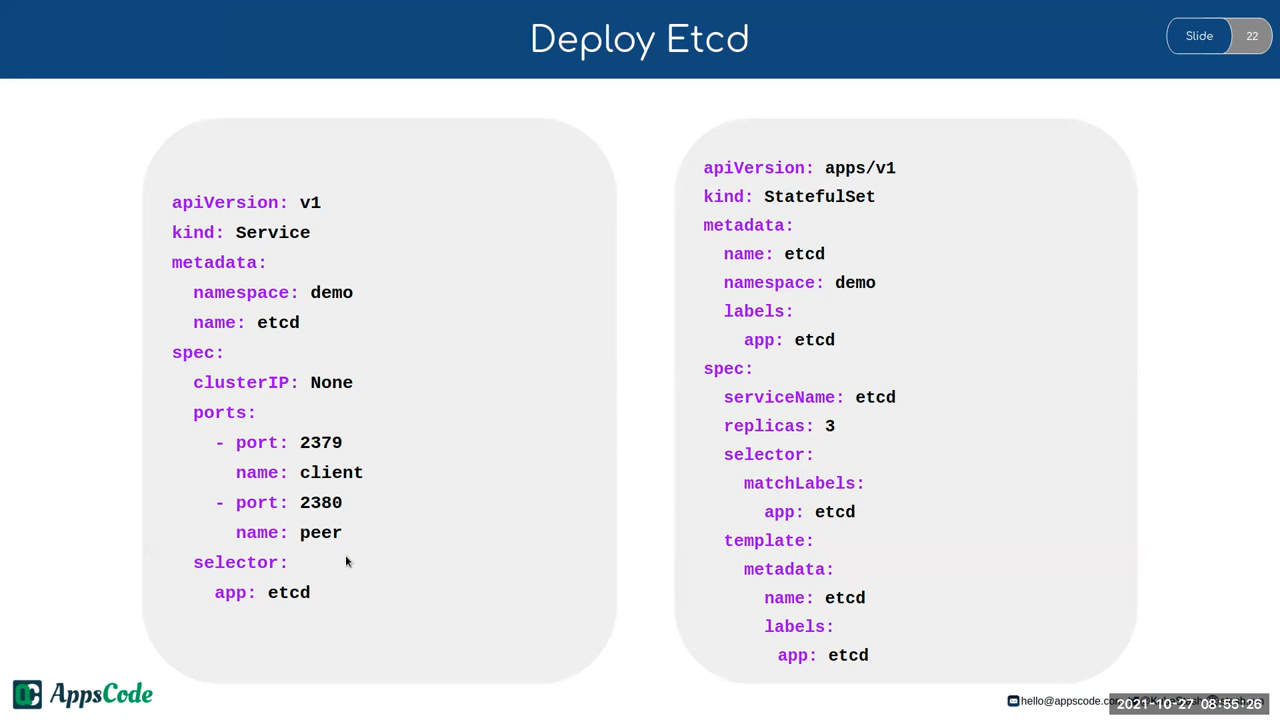 Deploy Etcd
Slide 22
apiVersion: v1
kind: Service
metadata:
  namespace: demo
  name: etcd
spec:
  clusterIP: None
  ports:
    - port: 2379
      name: client
    - port: 2380
      name: peer
  selector:
    app: etcd
apiVersion: apps/v1
kind: StatefulSet
metadata:
  name: etcd
  namespace: demo
  labels:
    app: etcd
spec:
  serviceName: etcd
  replicas: 3
  selector:
    matchLabels:
      app: etcd
  template:
    metadata:
      name: etcd
      labels:
        app: etcd
AppsCode
hello@appscode.com
2021-10-27 08:55:26